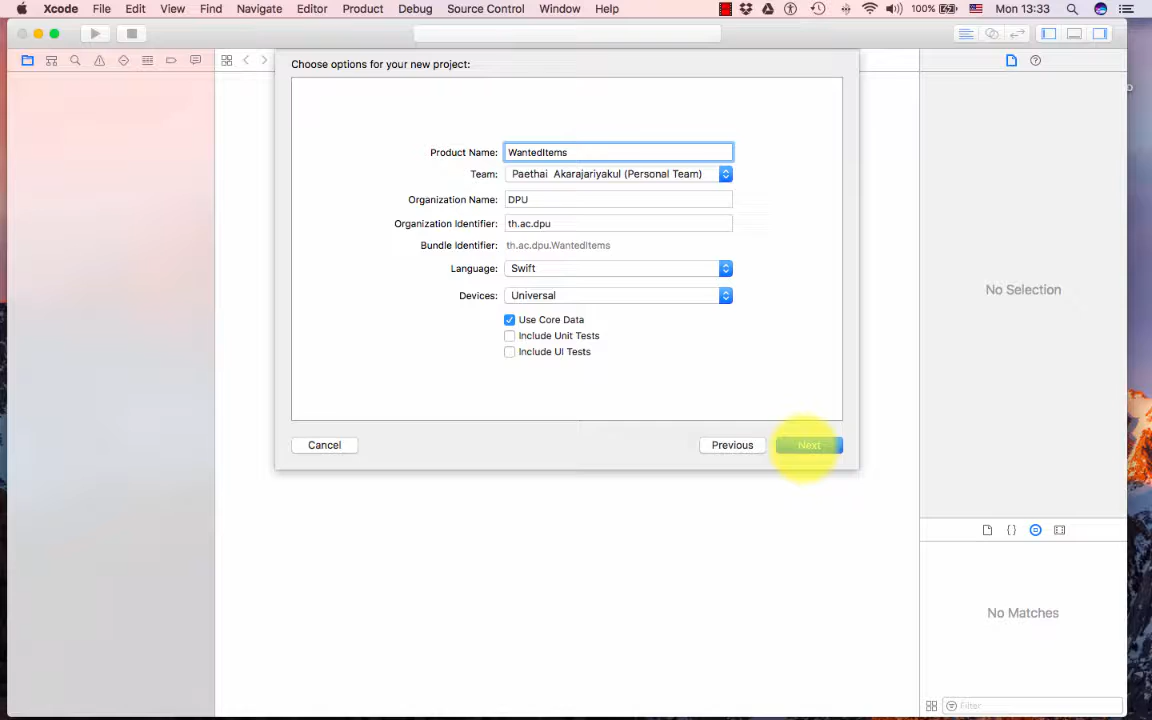 Xcode File Edit View Find Navigate Editor Product Debug Source Control Window Help 100% Mon 13:33
Choose options for your new project:
Product Name: WantedItems
Team: Paethai Akarajariyakul (Personal Team)
Organization Name: DPU
Organization Identifier: th.ac.dpu
Bundle Identifier: th.ac.dpu.WantedItems
Language: Swift
Devices: Universal
Use Core Data
Include Unit Tests
Include UI Tests
Cancel Previous Next
No Selection
{ }
No Matches
Filter